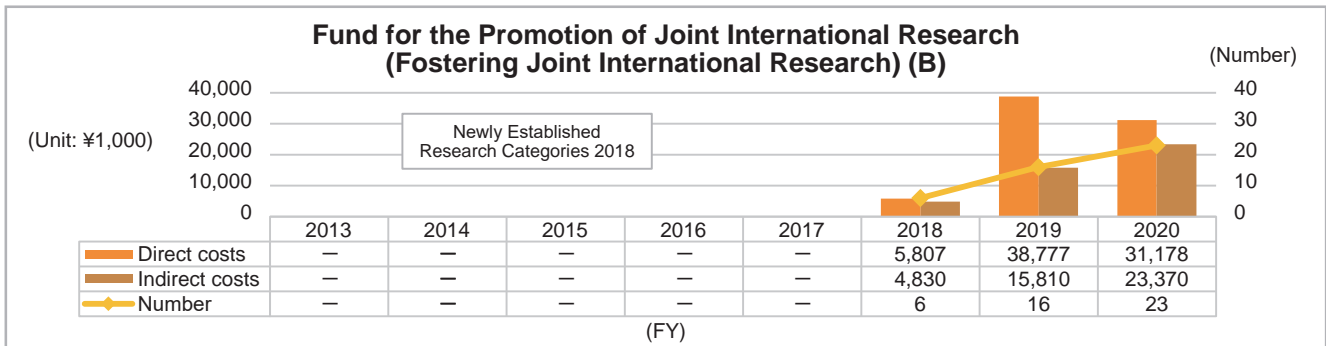 Fund for the Promotion of Joint International Research
(Fostering Joint International Research) (B)
(Number)
(Unit: ¥1,000)
40,000
30,000
20,000
10,000
0
Newly Established
Research Categories 2018
40
30
20
10
0
2013 2014 2015 2016 2017 2018 2019 2020
Direct costs — — — — — 5,807 38,777 31,178
Indirect costs — — — — — 4,830 15,810 23,370
Number — — — — — 6 16 23
(FY)